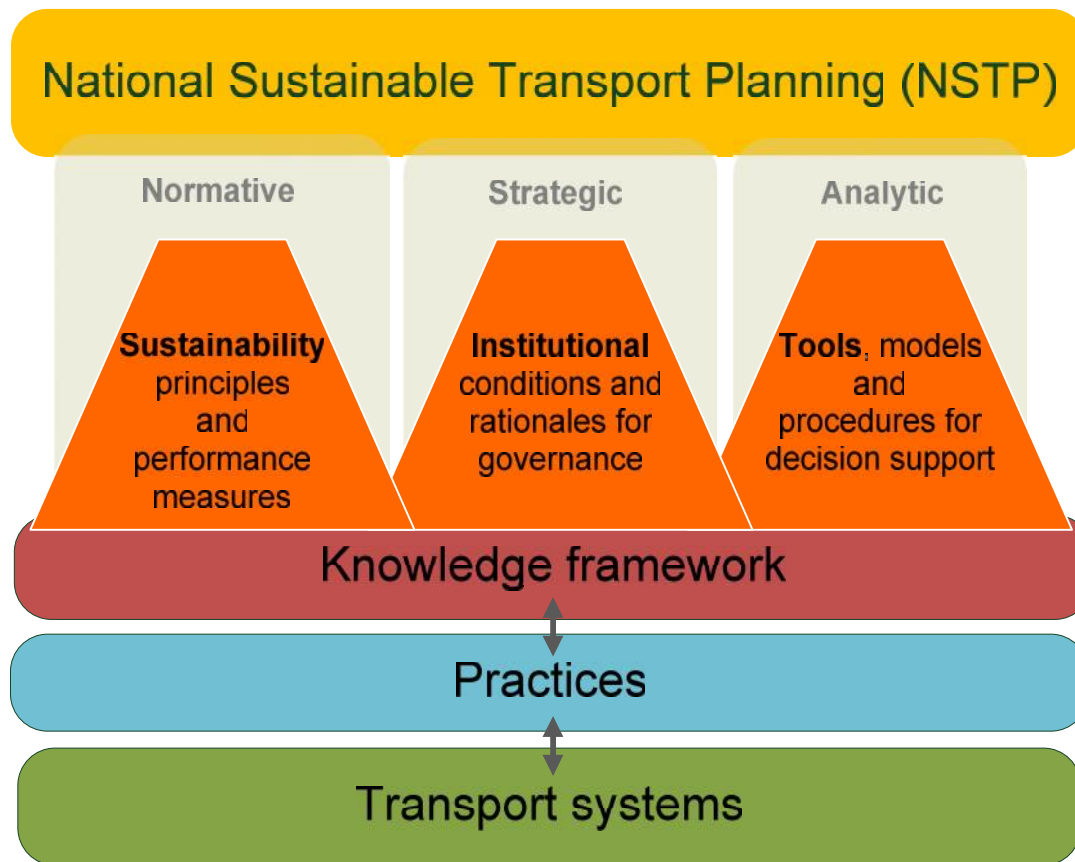 National Sustainable Transport Planning (NSTP)
Normative
Strategic
Analytic
Sustainability
principles
and
performance
measures
Institutional
conditions and
rationales for
governance
Tools, models
and
procedures for
decision support
Knowledge framework
Practices
Transport systems